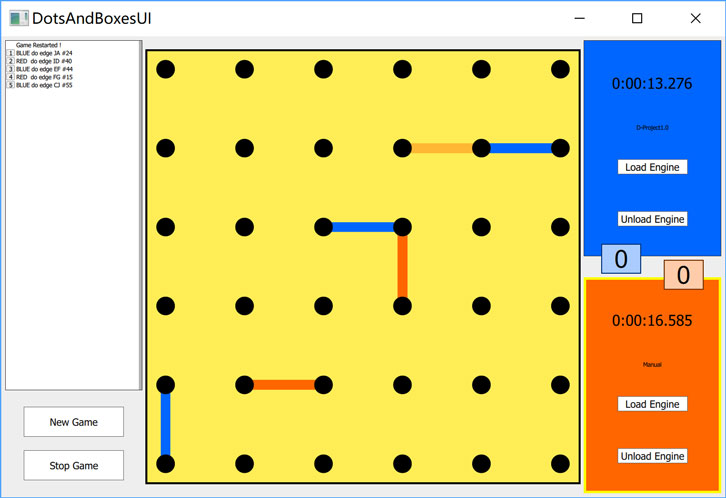 DotsAndBoxesUI
Game Restarted !
1 BLUE do edge JA #24
2 RED do edge ID #40
3 BLUE do edge EF #44
4 RED do edge FG #15
5 BLUE do edge CJ #55
New Game
Stop Game
0:00:13.276
D-Project1.0
Load Engine
Unload Engine
0
0
0:00:16.585
Manual
Load Engine
Unload Engine